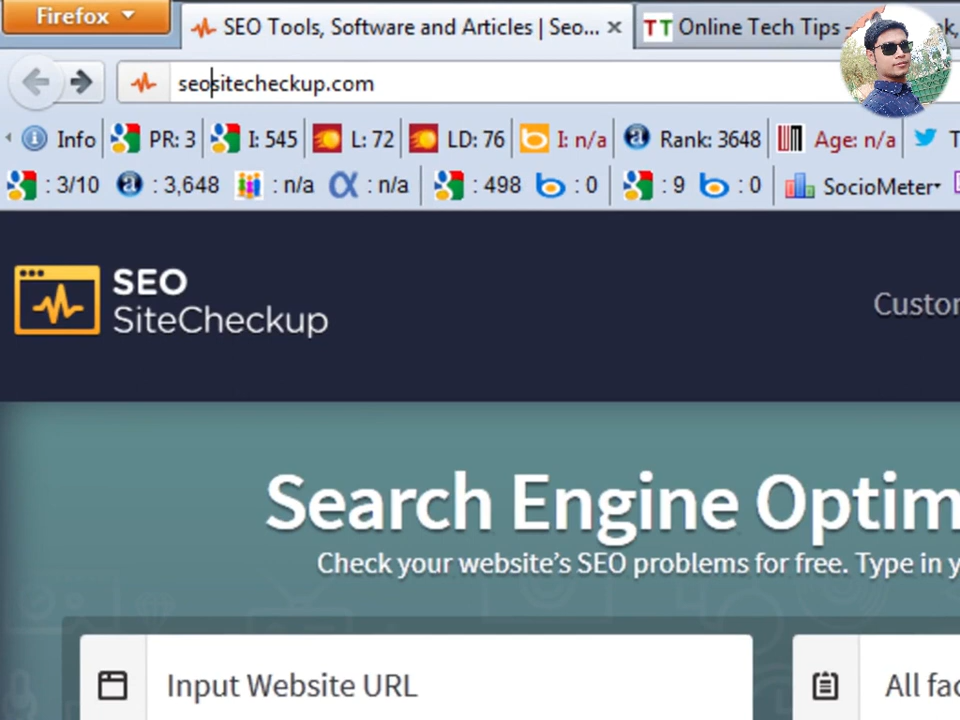 Firefox
SEO Tools, Software and Articles | Seo...
TT Online Tech Tips -
seositecheckup.com
Info PR: 3 I: 545 L: 72 LD: 76 I: n/a Rank: 3648 Age: n/a T
: 3/10 : 3,648 : n/a : n/a : 498 : 0 : 9 : 0 SocioMeter
SEO
SiteCheckup
Custom
Search Engine Optim
Check your website's SEO problems for free. Type in y
Input Website URL
All fac